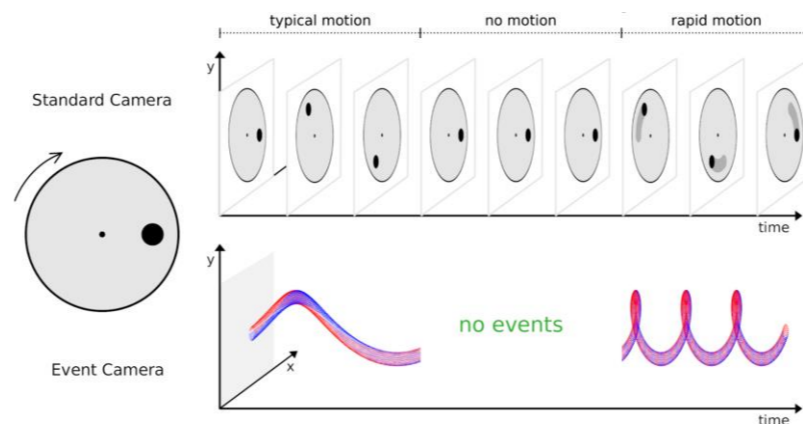 typical motion
no motion
rapid motion
y
Standard Camera
time
y
no events
x
Event Camera
time